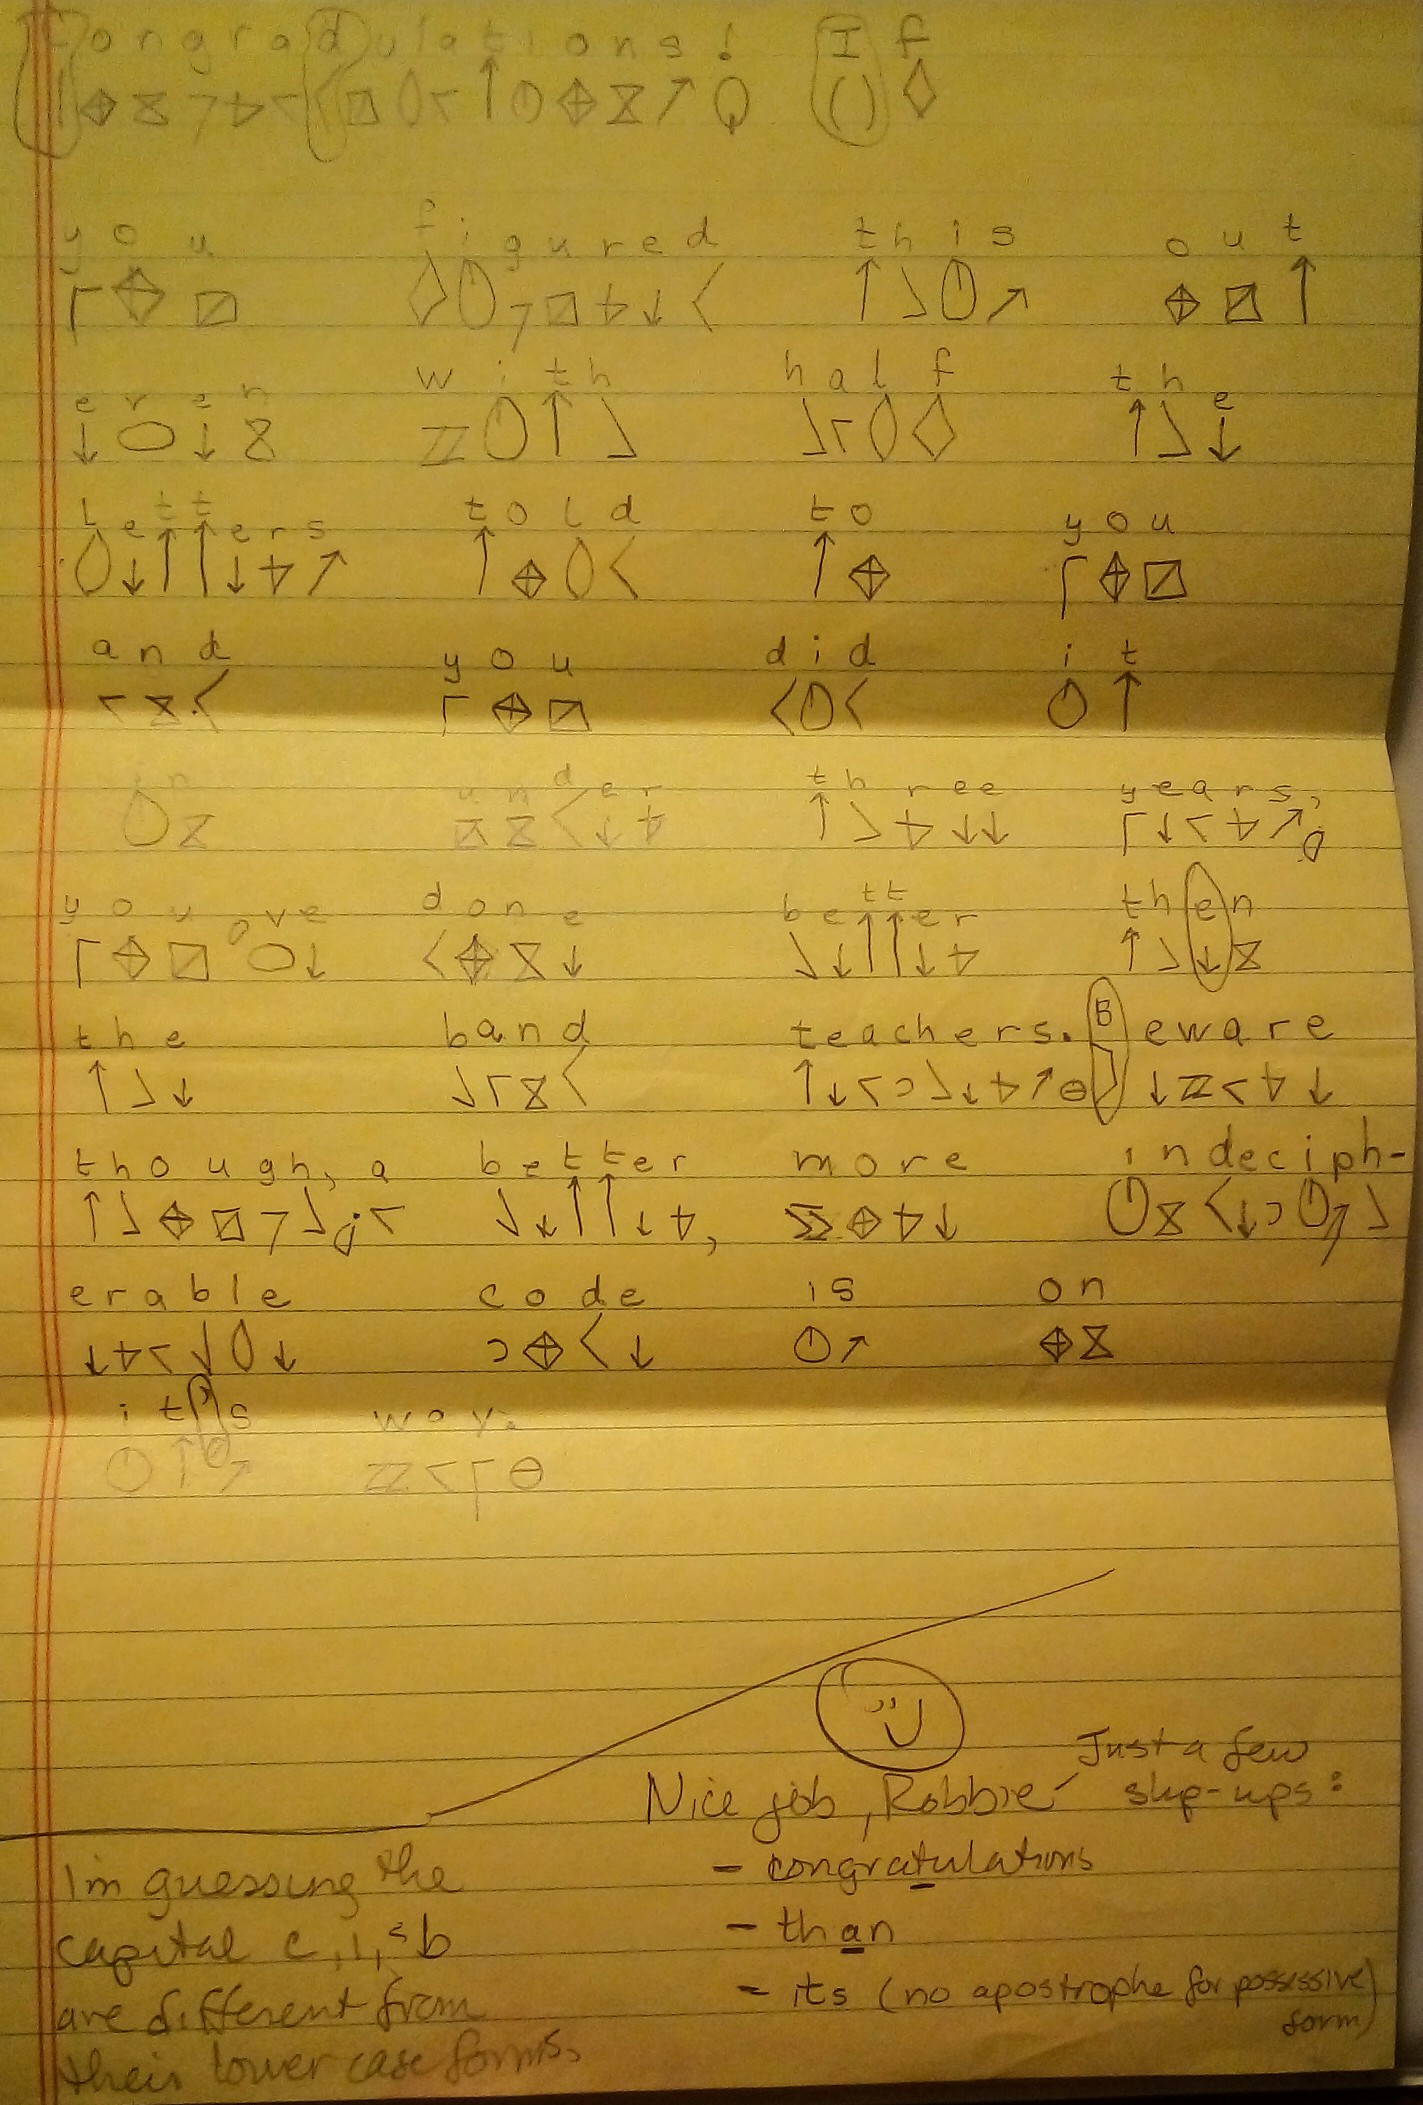 Congradulations! If
you figured this out
even with half the
letters told to you
and you did it
in under three years,
you've done better then
the band teachers. Beware
though, a better, more indeciph-
erable code is on
it's way.
Just a few
Nice job, Robbie - slip-ups:
- congratulations
- than
- its (no apostrophe for possessive
form)
I'm guessing the
capital c, i, & b
are different from
their lower case forms.